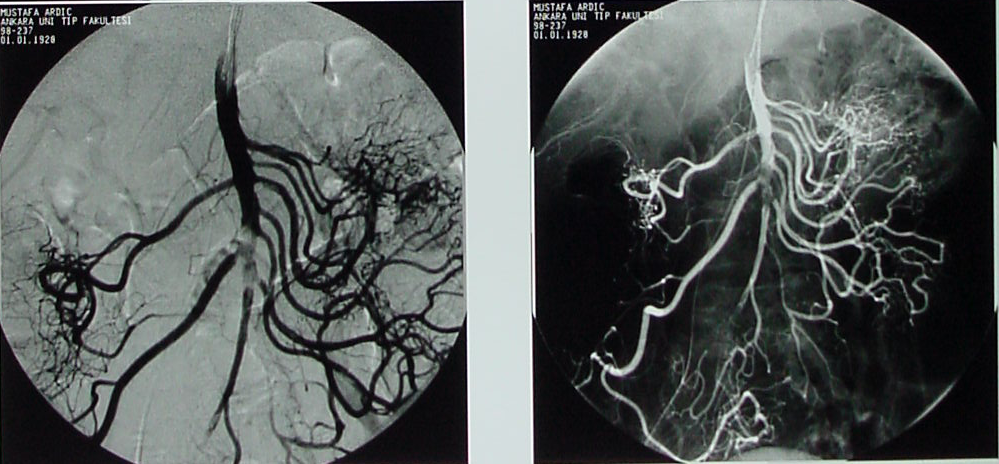 MUSTAFA ARDIC
ANKARA UNI TIP FAKULTESI
98-237
01.01.1920
MUSTAFA ARDIC
ANKARA UNI TIP FAKULTESI
98-237
01.01.1920